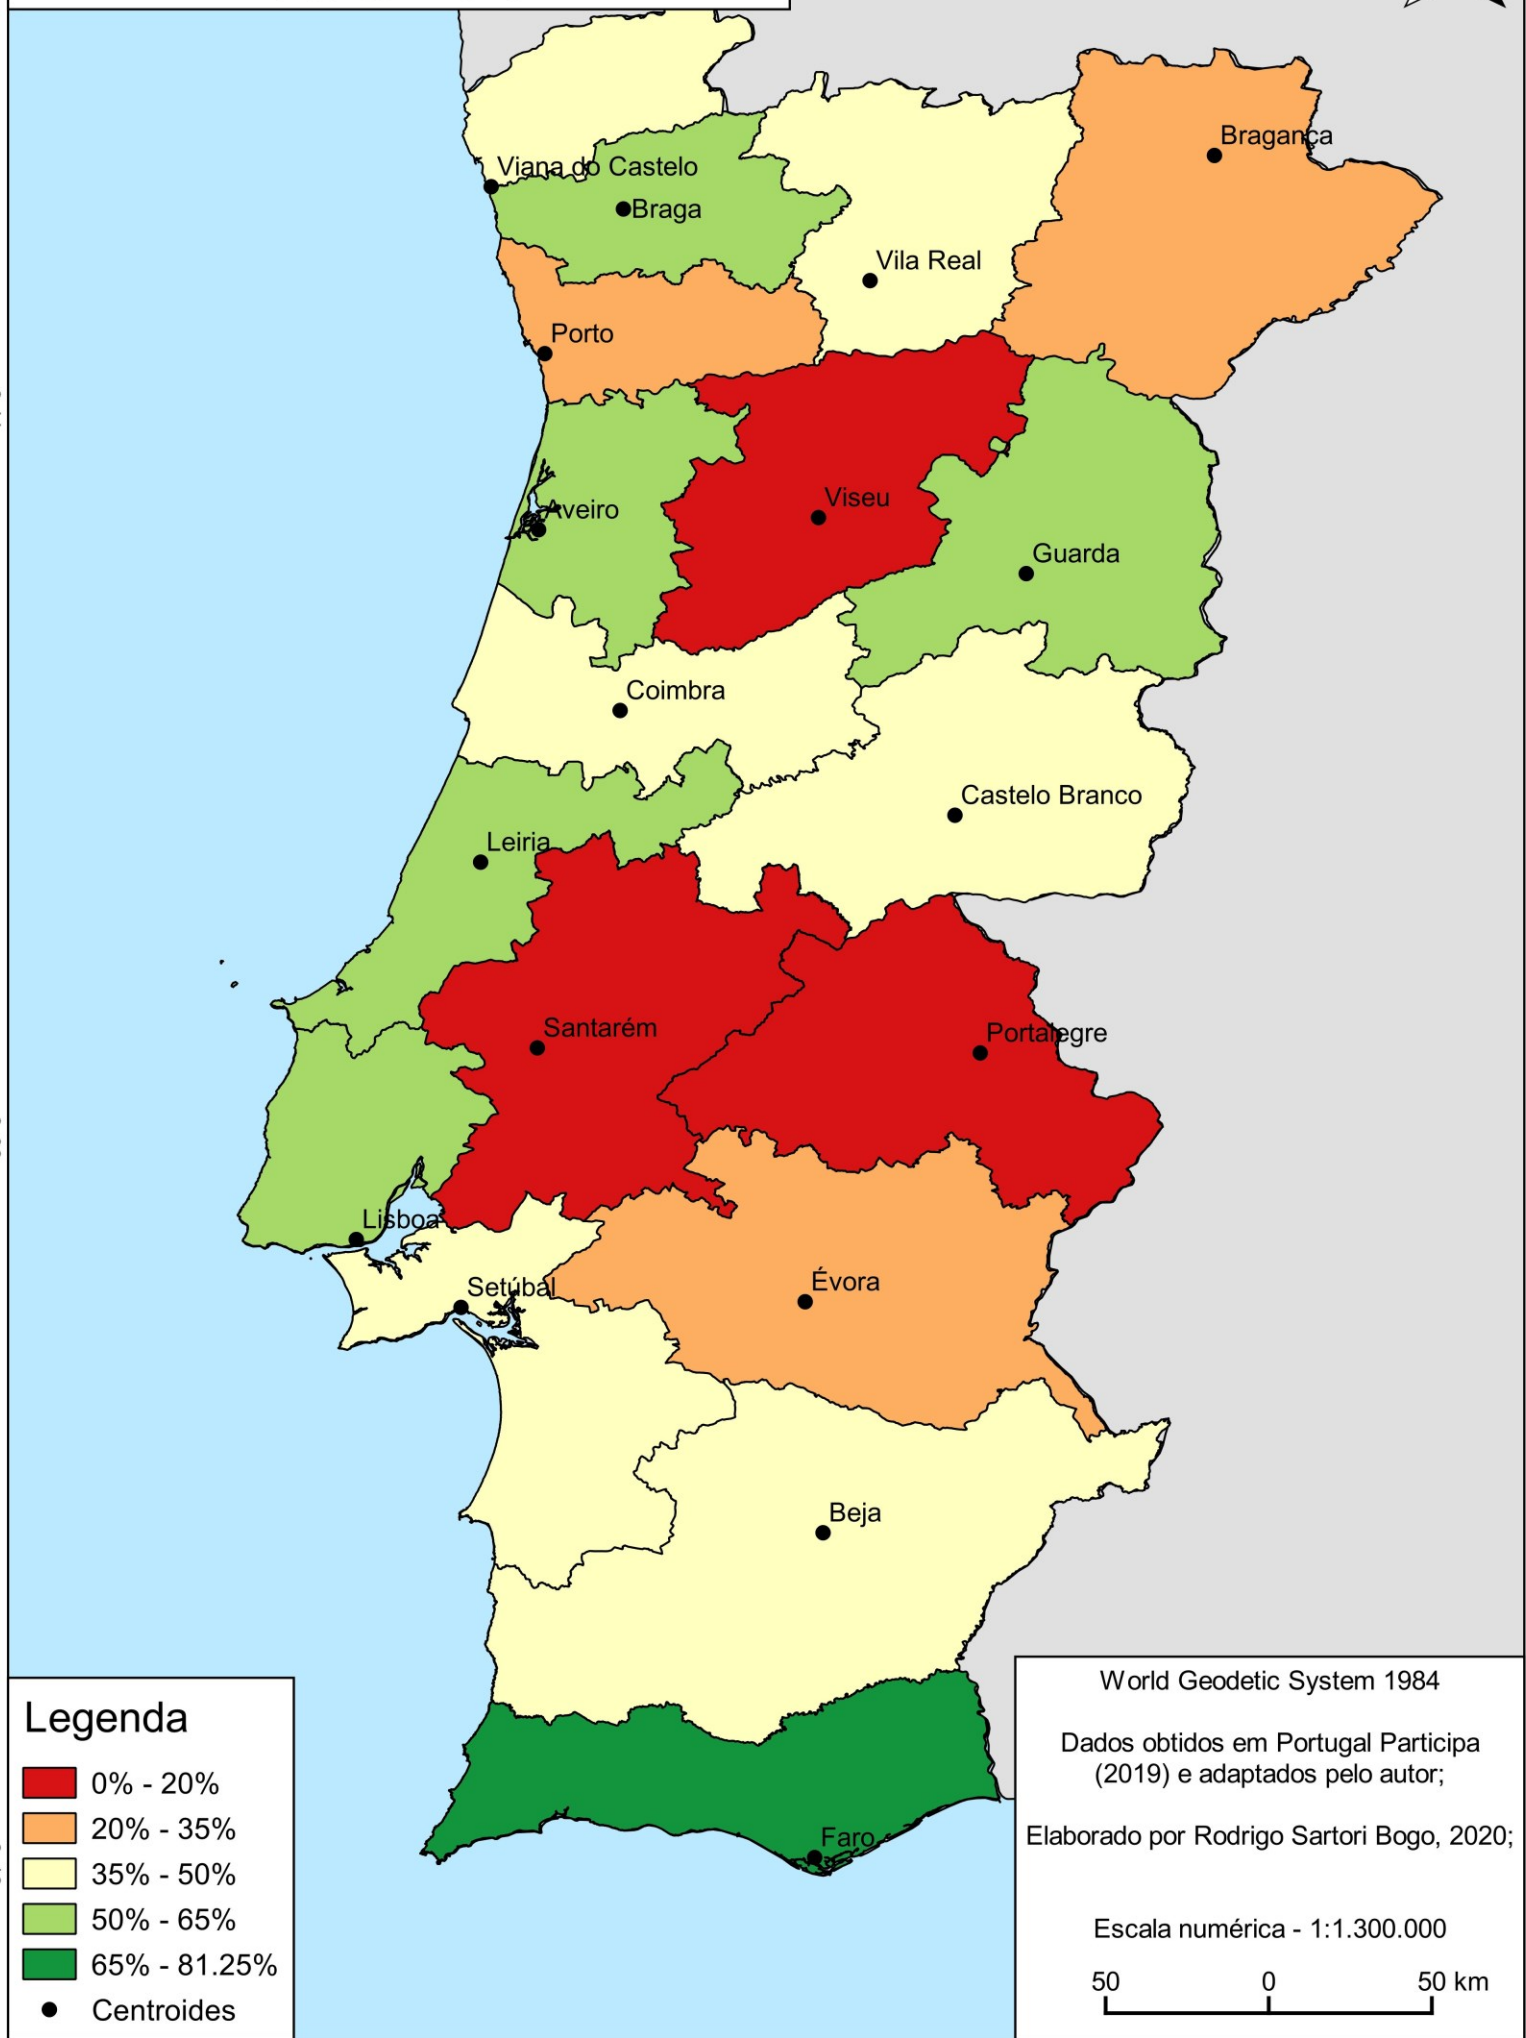 Bragança
Viana do Castelo
Braga
Vila Real
Porto
Viseu
Aveiro
Guarda
Coimbra
Castelo Branco
Leiria
Santarém
Portalegre
Lisboa
Setúbal
Évora
Beja
Faro
Legenda
0% - 20%
20% - 35%
35% - 50%
50% - 65%
65% - 81.25%
Centroides
World Geodetic System 1984
Dados obtidos em Portugal Participa
(2019) e adaptados pelo autor;
Elaborado por Rodrigo Sartori Bogo, 2020;
Escala numérica - 1:1.300.000
50 0 50 km